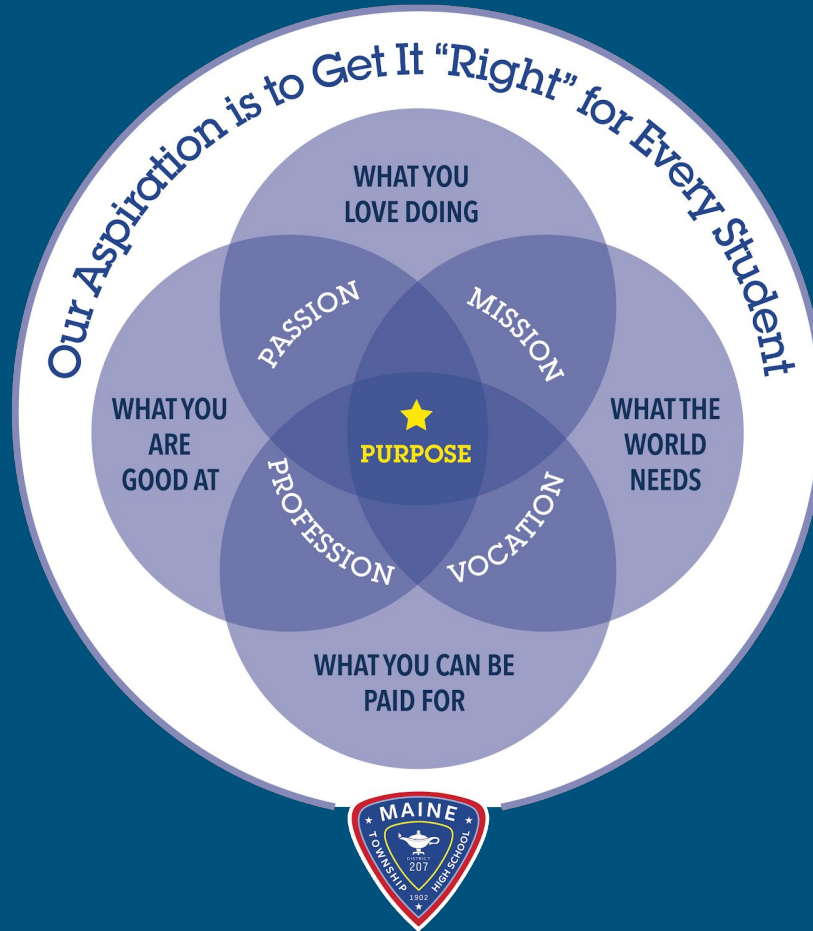 Our Aspiration is to Get It “Right” for Every Student
WHAT YOU
LOVE DOING
PASSION
MISSION
WHAT YOU
ARE
GOOD AT
PURPOSE
WHAT THE
WORLD
NEEDS
PROFESSION
VOCATION
WHAT YOU CAN BE
PAID FOR
MAINE
TOWNSHIP
HIGH SCHOOL
DISTRICT
207
1902